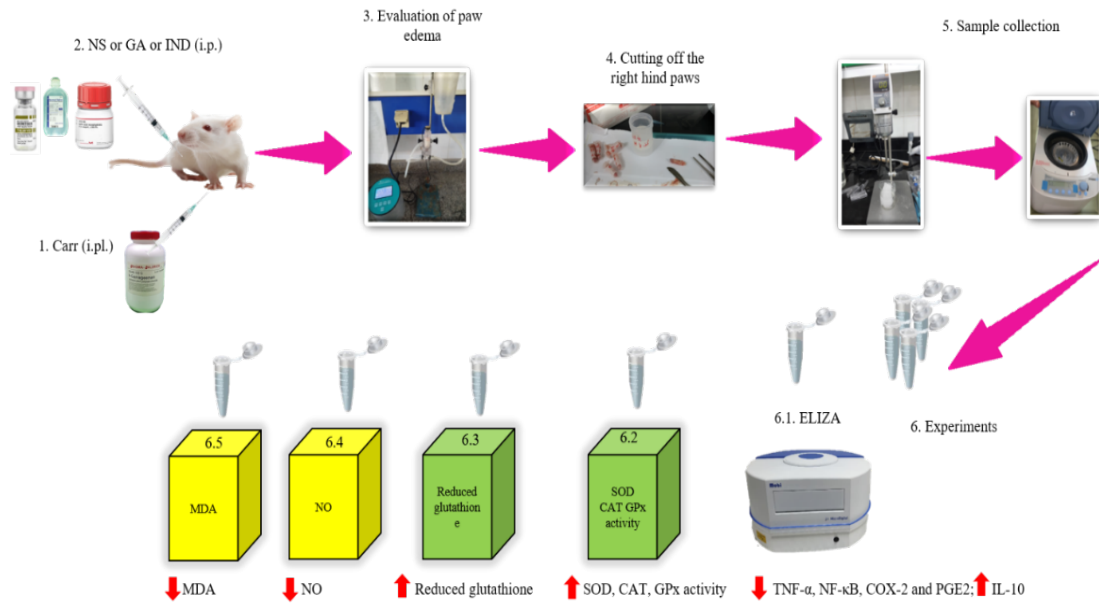 3. Evaluation of paw
edema
2. NS or GA or IND (i.p.)
4. Cutting off the
right hind paws
5. Sample collection
1. Carr (i.pl.)
6.1. ELIZA
6. Experiments
6.5
MDA
6.4
NO
6.3
Reduced
glutathion
e
6.2
SOD
CAT GPx
activity
MDA
NO
Reduced glutathione
SOD, CAT, GPx activity
TNF-α, NF-κB, COX-2 and PGE2;
IL-10